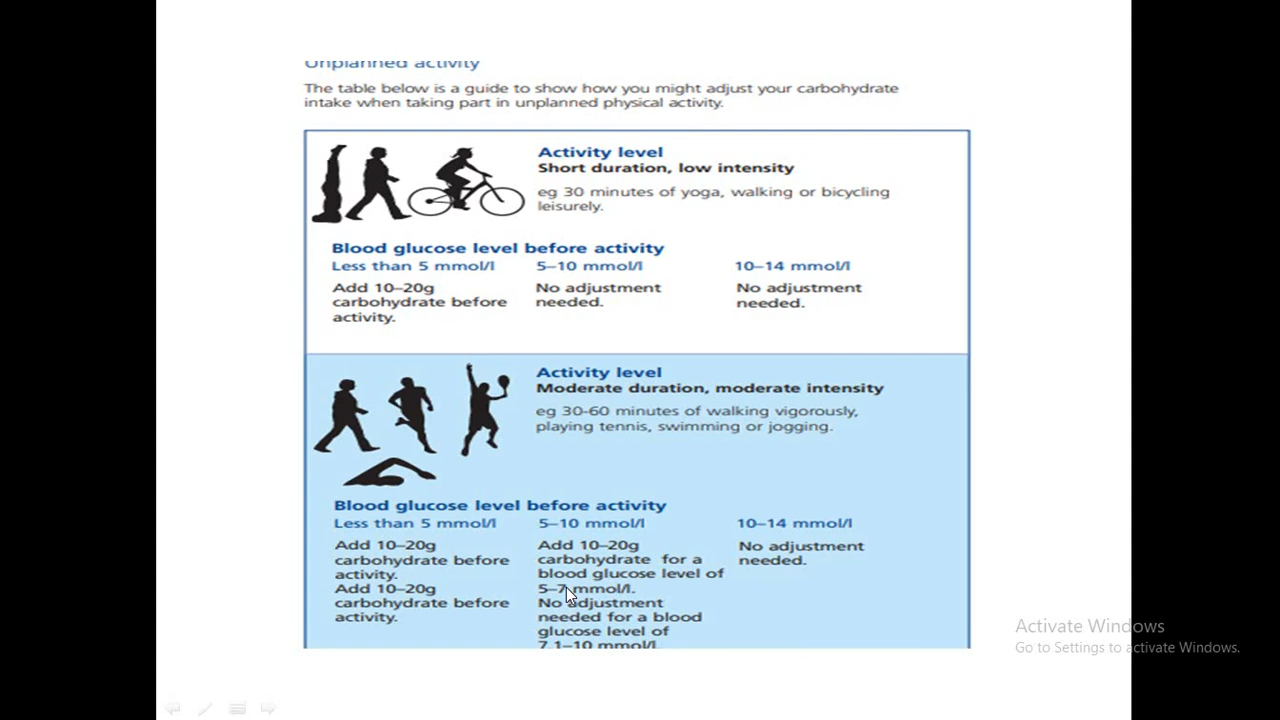 Unplanned activity
The table below is a guide to show how you might adjust your carbohydrate
intake when taking part in unplanned physical activity.
Activity level
Short duration, low intensity
eg 30 minutes of yoga, walking or bicycling
leisurely.
Blood glucose level before activity
Less than 5 mmol/l
5–10 mmol/l
10–14 mmol/l
Add 10–20g
carbohydrate before
activity.
No adjustment
needed.
No adjustment
needed.
Activity level
Moderate duration, moderate intensity
eg 30-60 minutes of walking vigorously,
playing tennis, swimming or jogging.
Blood glucose level before activity
Less than 5 mmol/l
5–10 mmol/l
10–14 mmol/l
Add 10–20g
carbohydrate before
activity.
Add 10–20g
carbohydrate before
activity.
Add 10–20g
carbohydrate for a
blood glucose level of
5–7 mmol/l.
No adjustment
needed for a blood
glucose level of
7.1–10 mmol/l.
No adjustment
needed.
Activate Windows
Go to Settings to activate Windows.